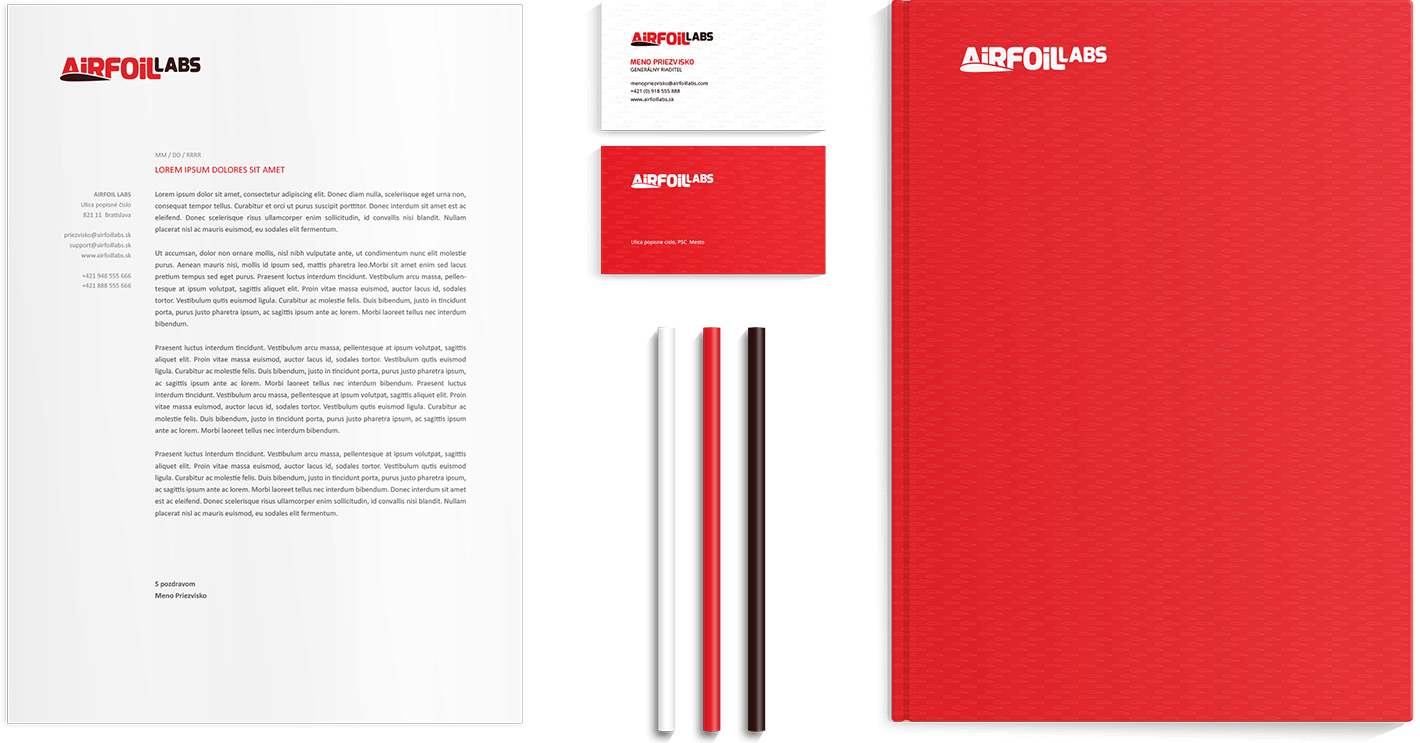 AIRFOILLABS
MM / DD / RRRR
LOREM IPSUM DOLORES SIT AMET
AIRFOIL LABS
Ulica popisné číslo
821 11 Bratislava
priezvisko@airfoillabs.sk
support@airfoillabs.sk
www.airfoillabs.sk
+421 948 555 666
+421 888 555 666
Lorem ipsum dolor sit amet, consectetur adipiscing elit. Donec diam nulla, scelerisque eget urna non,
consequat tempor tellus. Curabitur et orci ut purus suscipit porttitor. Donec interdum sit amet est ac
eleifend. Donec scelerisque risus ullamcorper enim sollicitudin, id convallis nisi blandit. Nullam
placerat nisl ac mauris euismod, eu sodales elit fermentum.
Ut accumsan, dolor non ornare mollis, nisl nibh vulputate ante, ut condimentum nunc elit molestie
purus. Aenean mauris nisi, mollis id ipsum sed, mattis pharetra leo.Morbi sit amet enim sed lacus
pretium tempus sed eget purus. Praesent luctus interdum tincidunt. Vestibulum arcu massa, pellen-
tesque at ipsum volutpat, sagittis aliquet elit. Proin vitae massa euismod, auctor lacus id, sodales
tortor. Vestibulum qutis euismod ligula. Curabitur ac molestie felis. Duis bibendum, justo in tincidunt
porta, purus justo pharetra ipsum, ac sagittis ipsum ante ac lorem. Morbi laoreet tellus nec interdum
bibendum.
Praesent luctus interdum tincidunt. Vestibulum arcu massa, pellentesque at ipsum volutpat, sagittis
aliquet elit. Proin vitae massa euismod, auctor lacus id, sodales tortor. Vestibulum qutis euismod
ligula. Curabitur ac molestie felis. Duis bibendum, justo in tincidunt porta, purus justo pharetra ipsum,
ac sagittis ipsum ante ac lorem. Morbi laoreet tellus nec interdum bibendum. Praesent luctus
interdum tincidunt. Vestibulum arcu massa, pellentesque at ipsum volutpat, sagittis aliquet elit. Proin
vitae massa euismod, auctor lacus id, sodales tortor. Vestibulum qutis euismod ligula. Curabitur ac
molestie felis. Duis bibendum, justo in tincidunt porta, purus justo pharetra ipsum, ac sagittis ipsum
ante ac lorem. Morbi laoreet tellus nec interdum bibendum.
Praesent luctus interdum tincidunt. Vestibulum arcu massa, pellentesque at ipsum volutpat, sagittis
aliquet elit. Proin vitae massa euismod, auctor lacus id, sodales tortor. Vestibulum qutis euismod
ligula. Curabitur ac molestie felis. Duis bibendum, justo in tincidunt porta, purus justo pharetra ipsum,
ac sagittis ipsum ante ac lorem. Morbi laoreet tellus nec interdum bibendum. Donec interdum sit amet
est ac eleifend. Donec scelerisque risus ullamcorper enim sollicitudin, id convallis nisi blandit. Nullam
placerat nisl ac mauris euismod, eu sodales elit fermentum.
S pozdravom
Meno Priezvisko
AIRFOILLABS
MENO PRIEZVISKO
GENERÁLNY RIADITEL
menopriezvisko@airfoillabs.com
+421 (0) 918 555 888
www.airfoillabs.sk
AIRFOILLABS
Ulica popisne cislo, PSC Mesto
AIRFOILLABS